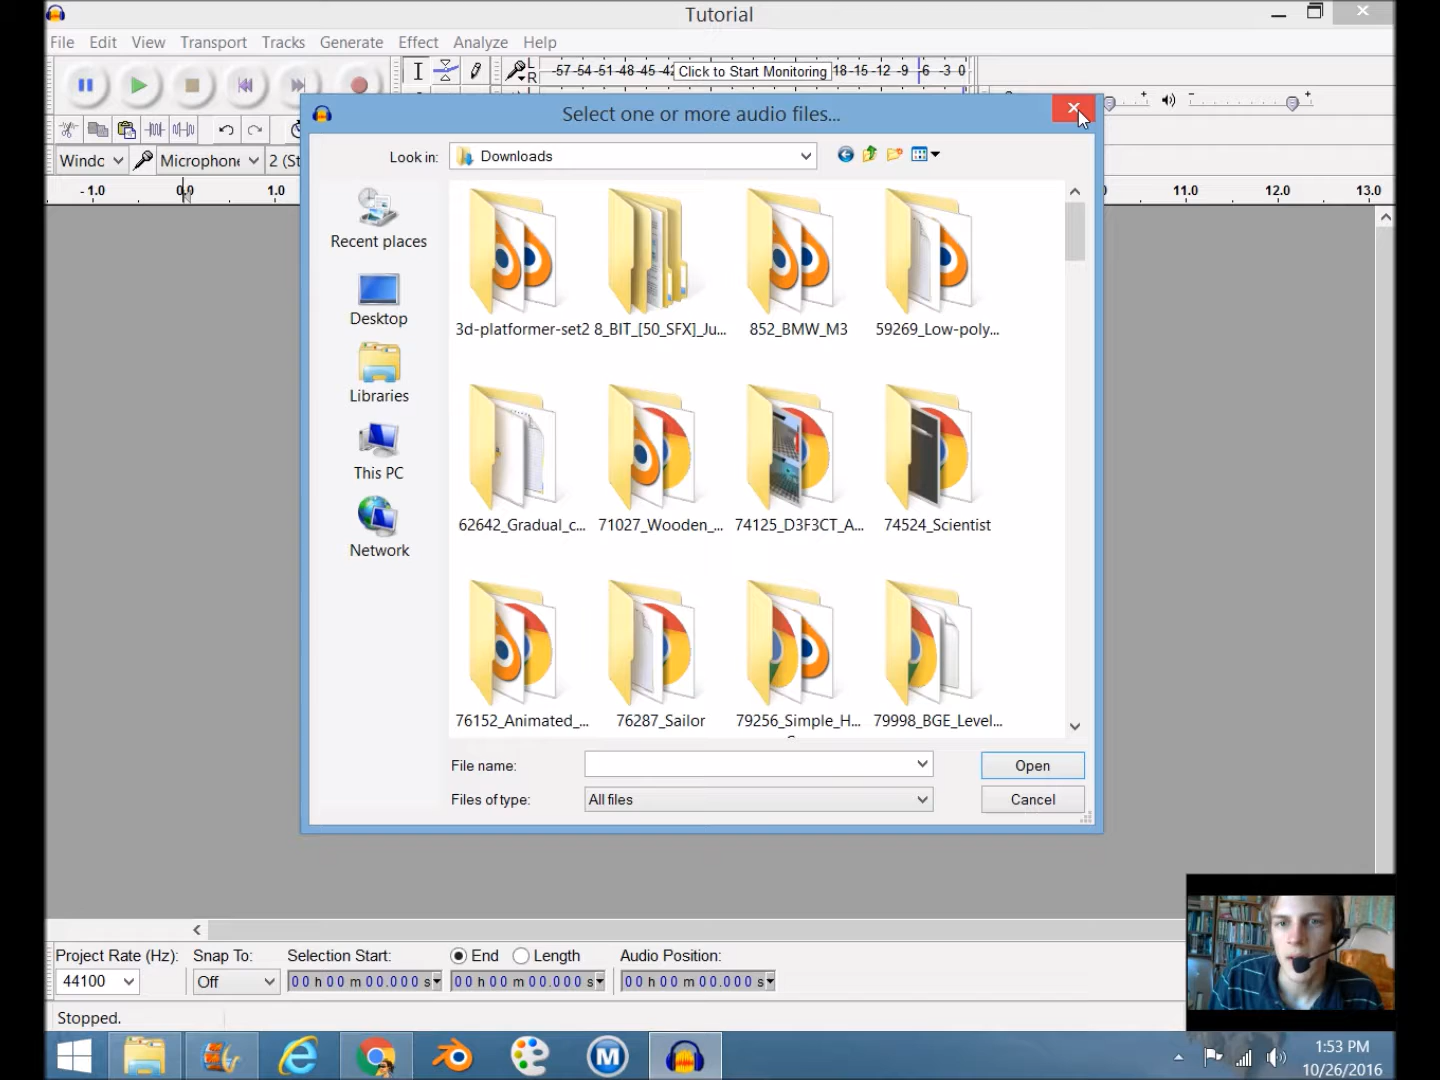 Tutorial
File Edit View Transport Tracks Generate Effect Analyze Help
L
R
-57 -54 -51 -48 -45 -42 Click to Start Monitoring 18 -15 -12 -9 -6 -3 0
Select one or more audio files...
Look in: Downloads
Windc Microphone 2 (St
- 1.0 0.0 1.0 11.0 12.0 13.0
Recent places
Desktop
Libraries
This PC
Network
3d-platformer-set2 8_BIT_[50_SFX]_Ju... 852_BMW_M3 59269_Low-poly...
62642_Gradual_c... 71027_Wooden_... 74125_D3F3CT_A... 74524_Scientist
76152_Animated_... 76287_Sailor 79256_Simple_H... 79998_BGE_Level...
File name: Open
Files of type: All files Cancel
Project Rate (Hz): Snap To: Selection Start: End Length Audio Position:
44100 Off 00 h 00 m 00.000 s 00 h 00 m 00.000 s 00 h 00 m 00.000 s
Stopped.
M
1:53 PM
10/26/2016